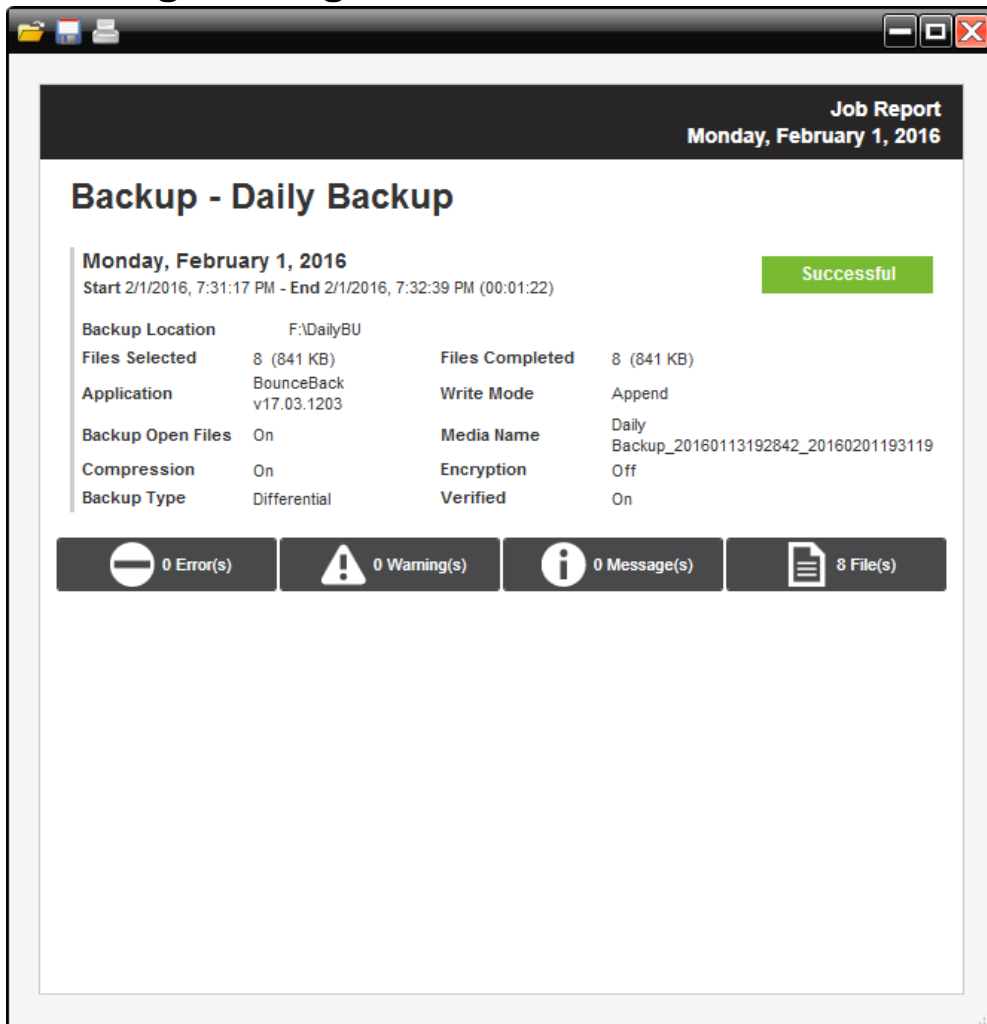 Job Report
Monday, February 1, 2016
Backup - Daily Backup
Monday, February 1, 2016
Successful
Start 2/1/2016, 7:31:17 PM - End 2/1/2016, 7:32:39 PM (00:01:22)
Backup Location F:\DailyBU
Files Selected 8 (841 KB) Files Completed 8 (841 KB)
Application BounceBack v17.03.1203 Write Mode Append
Backup Open Files On Media Name Daily Backup_20160113192842_20160201193119
Compression On Encryption Off
Backup Type Differential Verified On
0 Error(s) 0 Warning(s) 0 Message(s) 8 File(s)